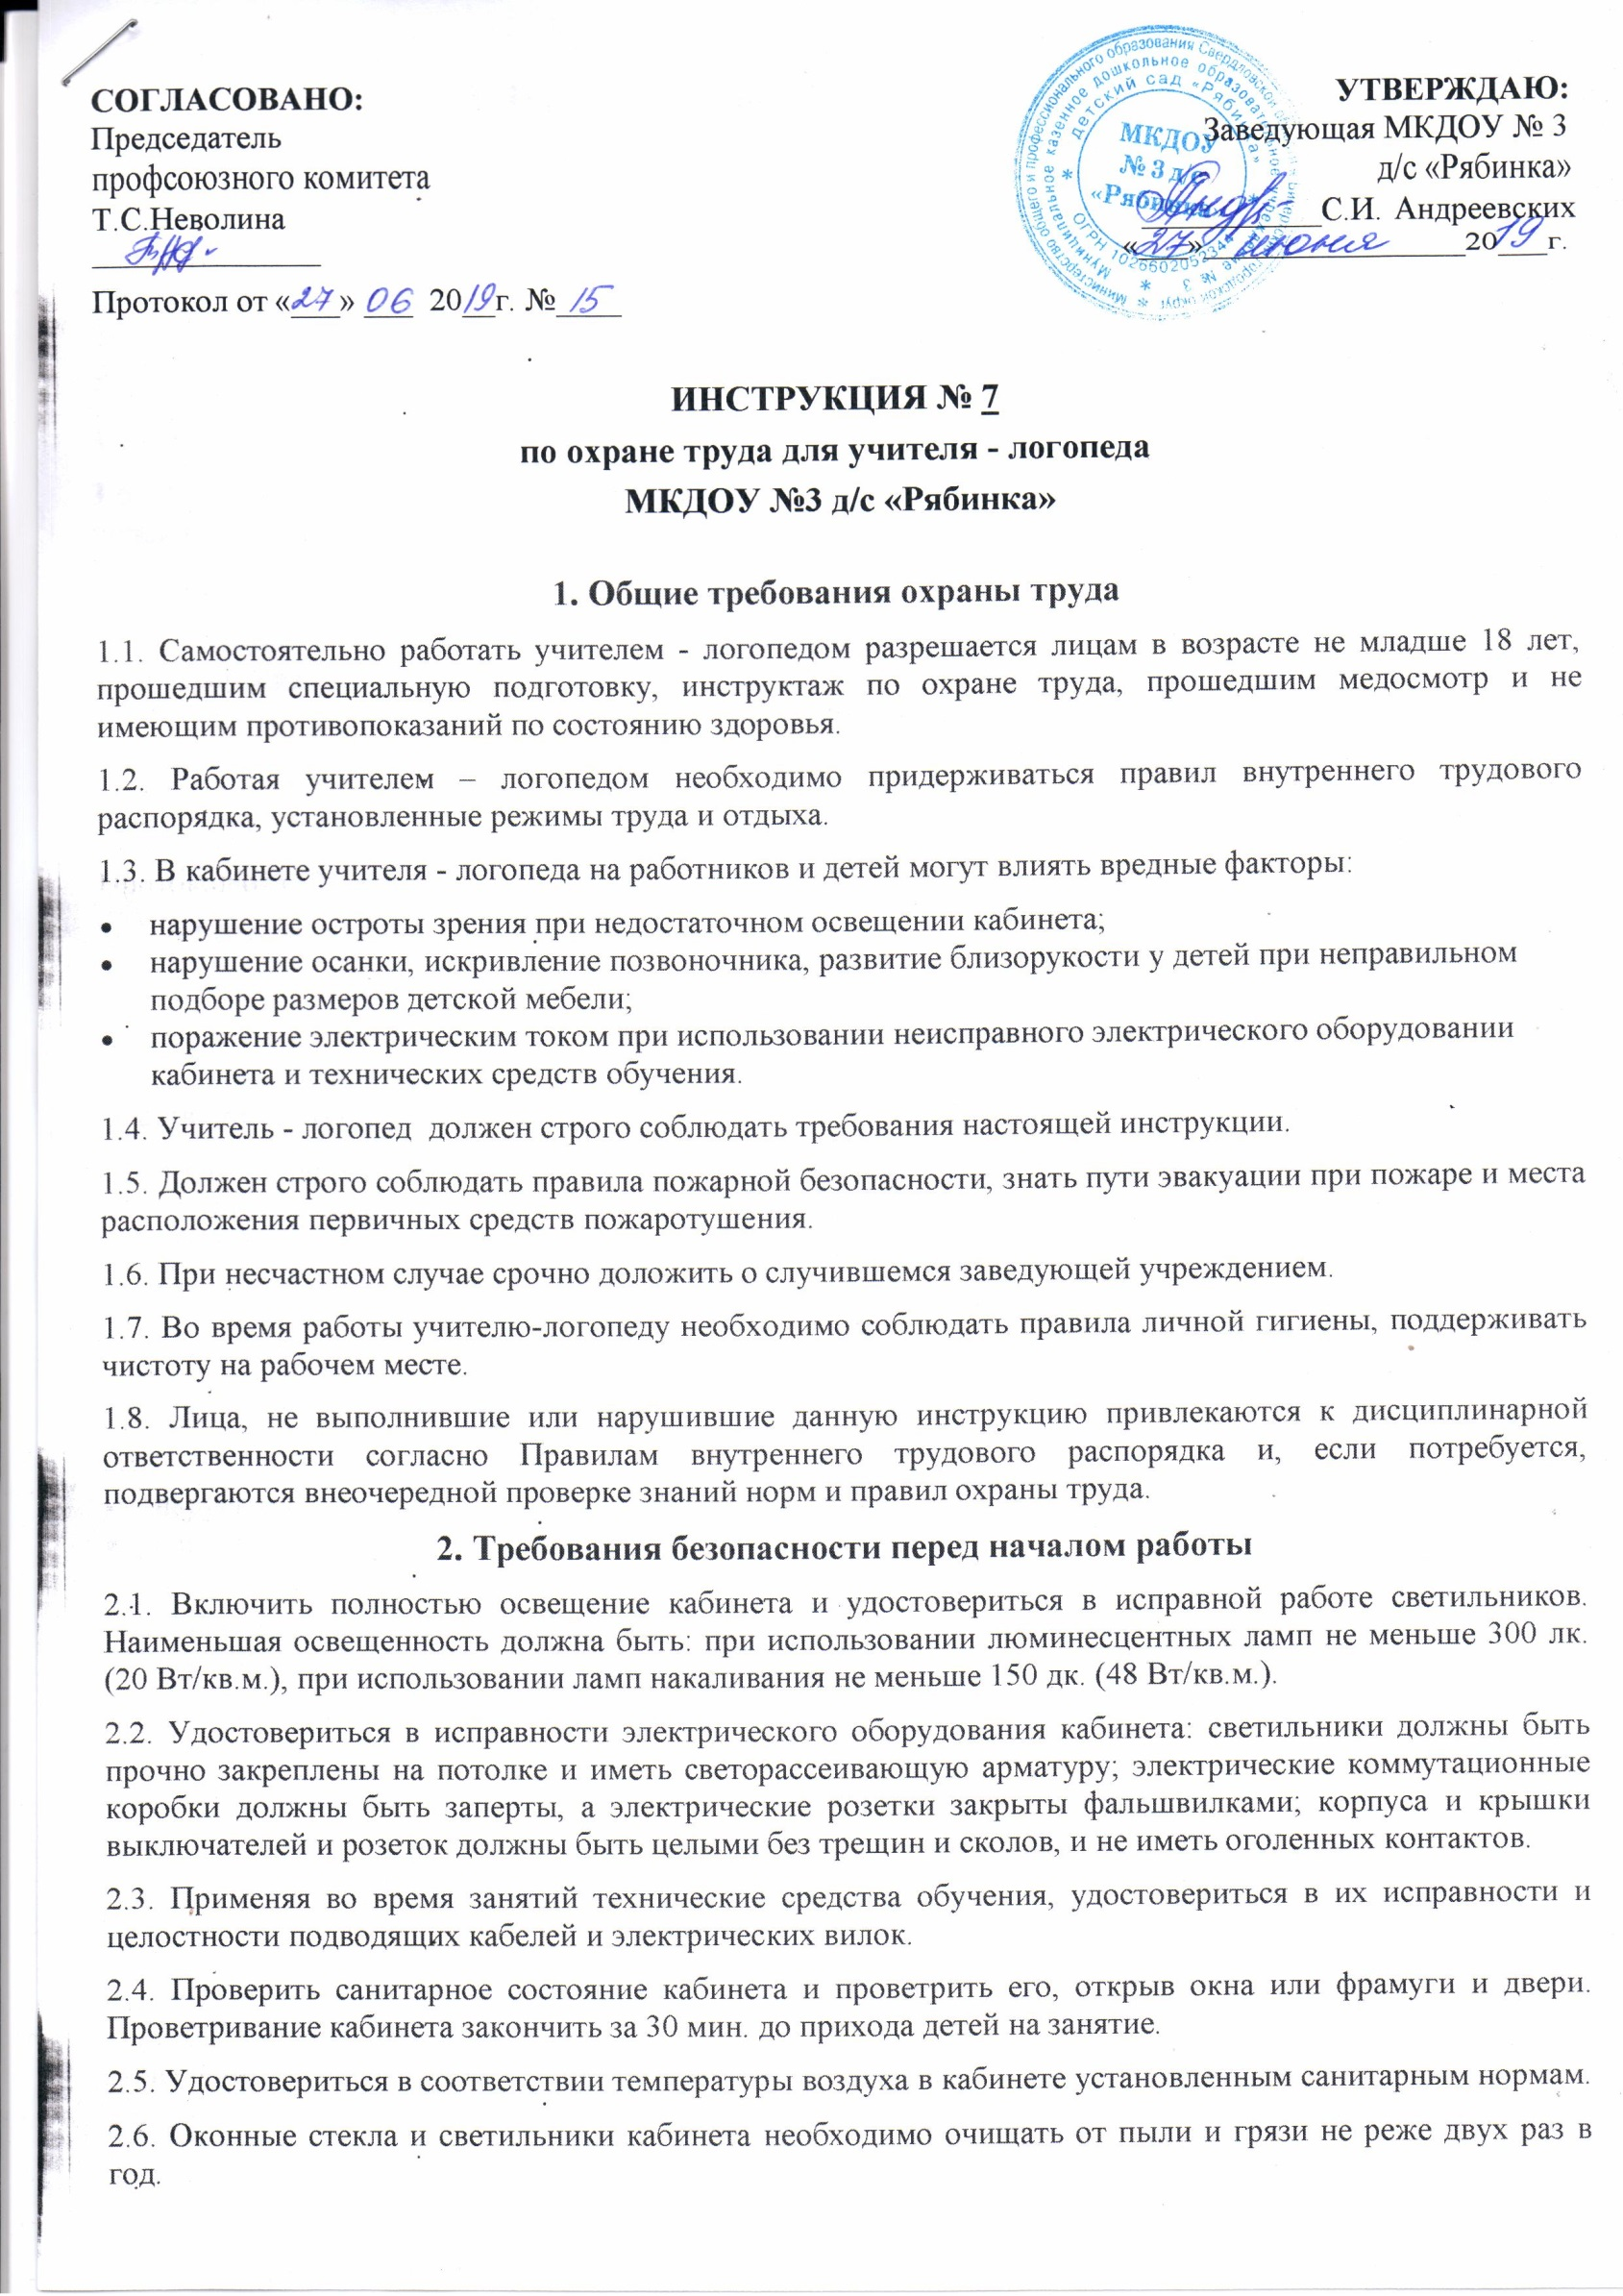 СОГЛАСОВАНО:
Председатель
профсоюзного комитета
Т.С.Неволина
Протокол от «27» 06 2019г. № 15
УТВЕРЖДАЮ:
Заведующая МКДОУ № 3
д/с «Рябинка»
С.И. Андреевских
«27» июня 2019г.
МКДОУ
№ 3 д/с
«Рябинка»
ИНСТРУКЦИЯ № 7
по охране труда для учителя - логопеда
МКДОУ №3 д/с «Рябинка»
1. Общие требования охраны труда
1.1. Самостоятельно работать учителем - логопедом разрешается лицам в возрасте не младше 18 лет,
прошедшим специальную подготовку, инструктаж по охране труда, прошедшим медосмотр и не
имеющим противопоказаний по состоянию здоровья.
1.2. Работая учителем – логопедом необходимо придерживаться правил внутреннего трудового
распорядка, установленные режимы труда и отдыха.
1.3. В кабинете учителя - логопеда на работников и детей могут влиять вредные факторы:
• нарушение остроты зрения при недостаточном освещении кабинета;
• нарушение осанки, искривление позвоночника, развитие близорукости у детей при неправильном
подборе размеров детской мебели;
• поражение электрическим током при использовании неисправного электрического оборудовании
кабинета и технических средств обучения.
1.4. Учитель - логопед должен строго соблюдать требования настоящей инструкции.
1.5. Должен строго соблюдать правила пожарной безопасности, знать пути эвакуации при пожаре и места
расположения первичных средств пожаротушения.
1.6. При несчастном случае срочно доложить о случившемся заведующей учреждением.
1.7. Во время работы учителю-логопеду необходимо соблюдать правила личной гигиены, поддерживать
чистоту на рабочем месте.
1.8. Лица, не выполнившие или нарушившие данную инструкцию привлекаются к дисциплинарной
ответственности согласно Правилам внутреннего трудового распорядка и, если потребуется,
подвергаются внеочередной проверке знаний норм и правил охраны труда.
2. Требования безопасности перед началом работы
2.1. Включить полностью освещение кабинета и удостовериться в исправной работе светильников.
Наименьшая освещенность должна быть: при использовании люминесцентных ламп не меньше 300 лк.
(20 Вт/кв.м.), при использовании ламп накаливания не меньше 150 дк. (48 Вт/кв.м.).
2.2. Удостовериться в исправности электрического оборудования кабинета: светильники должны быть
прочно закреплены на потолке и иметь светорассеивающую арматуру; электрические коммутационные
коробки должны быть заперты, а электрические розетки закрыты фальшвилками; корпуса и крышки
выключателей и розеток должны быть целыми без трещин и сколов, и не иметь оголенных контактов.
2.3. Применяя во время занятий технические средства обучения, удостовериться в их исправности и
целостности подводящих кабелей и электрических вилок.
2.4. Проверить санитарное состояние кабинета и проветрить его, открыв окна или фрамуги и двери.
Проветривание кабинета закончить за 30 мин. до прихода детей на занятие.
2.5. Удостовериться в соответствии температуры воздуха в кабинете установленным санитарным нормам.
2.6. Оконные стекла и светильники кабинета необходимо очищать от пыли и грязи не реже двух раз в
год.